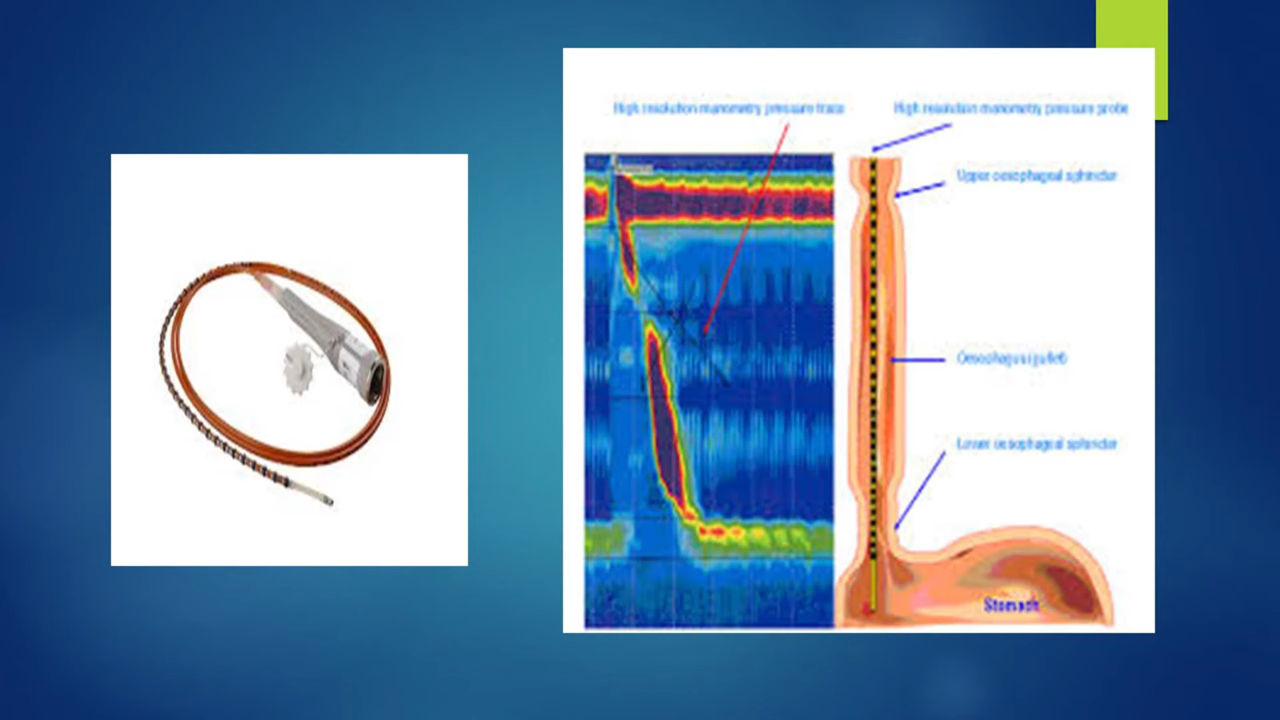 High resolution manometry pressure trace
High resolution manometry pressure probe
Upper oesophageal sphincter
Oesophagus (gullet)
Lower oesophageal sphincter
Stomach